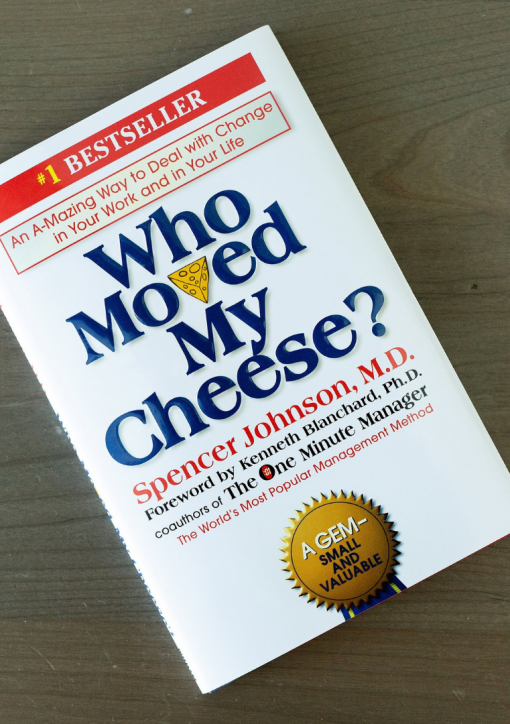 #1 BESTSELLER
An A-Mazing Way to Deal with Change
in Your Work and in Your Life
Who
Moved
My
Cheese?
Spencer Johnson, M.D.
Foreword by Kenneth Blanchard, Ph.D.
coauthors of The One Minute Manager
The World's Most Popular Management Method
A GEM–
SMALL
AND
VALUABLE